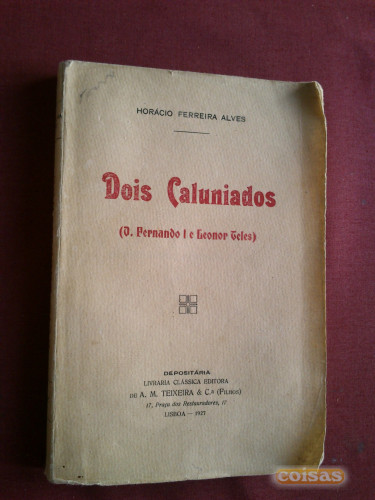 HORÁCIO FERREIRA ALVES
Dois Caluniados
(D. Fernando I e Leonor Teles)
DEPOSITÁRIA
LIVRARIA CLÁSSICA EDITORA
DE A. M. TEIXEIRA & C.ª (FILHOS)
17, Praça dos Restauradores, 17
LISBOA — 1927
coisas